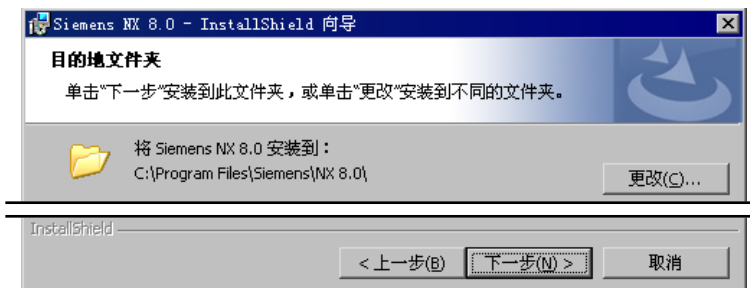 Siemens NX 8.0 - InstallShield 向导
目的地文件夹
单击“下一步”安装到此文件夹，或单击“更改”安装到不同的文件夹。
将 Siemens NX 8.0 安装到：
C:\Program Files\Siemens\NX 8.0\
更改(C)...
InstallShield
< 上一步(B) 下一步(N) > 取消